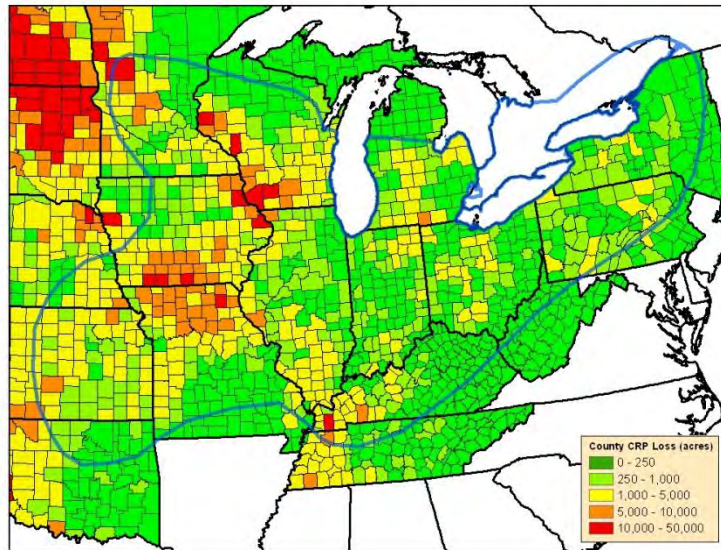 County CRP Loss (acres)
0 - 250
250 - 1,000
1,000 - 5,000
5,000 - 10,000
10,000 - 50,000